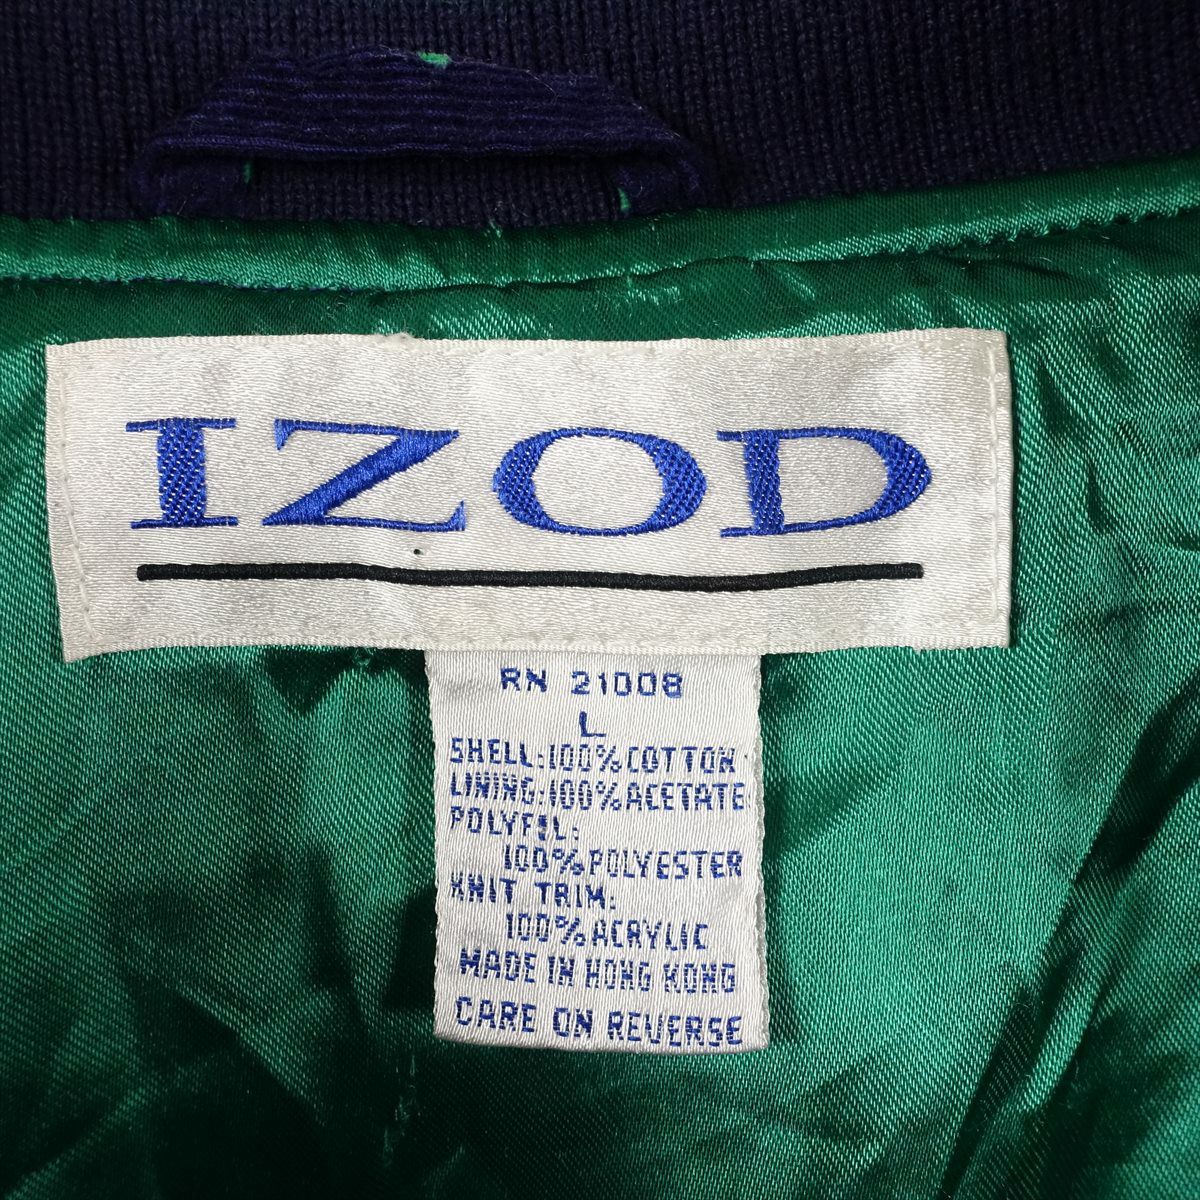 IZOD
RN 21008
L
SHELL:100%COTTON
LINING:100%ACETATE
POLYFIL:
100%POLYESTER
KNIT TRIM:
100%ACRYLIC
MADE IN HONG KONG
CARE ON REVERSE